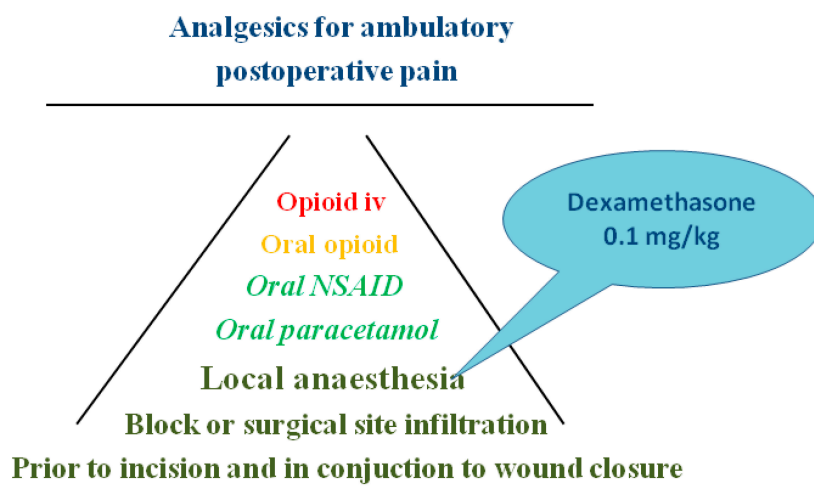 Analgesics for ambulatory
postoperative pain
Dexamethasone
0.1 mg/kg
Opioid iv
Oral opioid
Oral NSAID
Oral paracetamol
Local anaesthesia
Block or surgical site infiltration
Prior to incision and in conjuction to wound closure